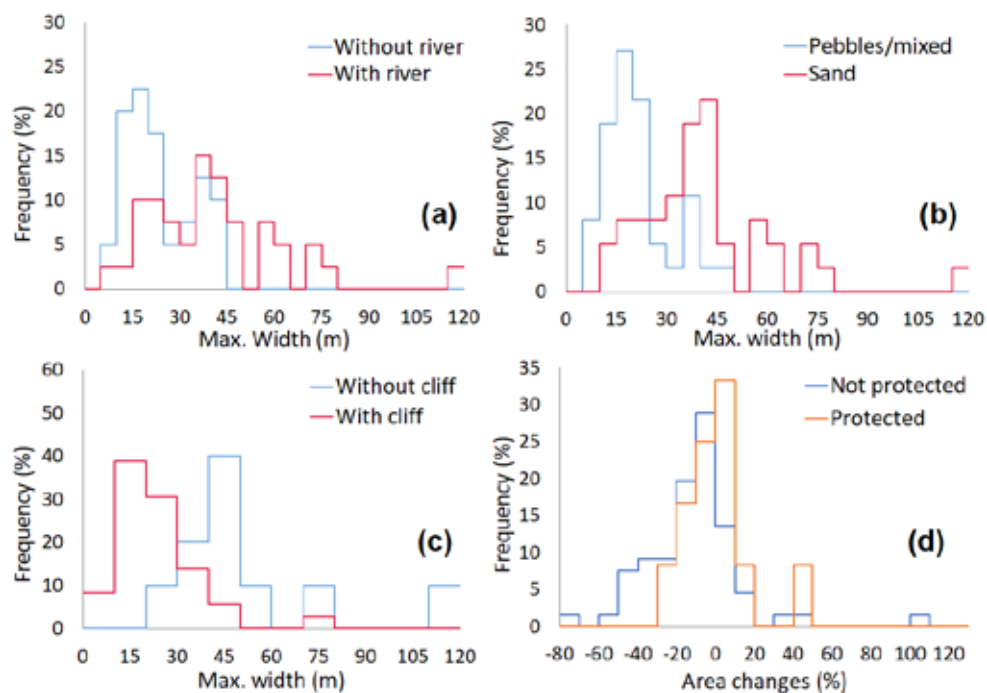 30
25
20
15
10
5
0
Frequency (%)
Without river
With river
(a)
0 15 30 45 60 75 90 105 120
Max. Width (m)
30
25
20
15
10
5
0
Frequency (%)
Pebbles/mixed
Sand
(b)
0 15 30 45 60 75 90 105 120
Max. width (m)
60
50
40
30
20
10
0
Frequency (%)
Without cliff
With cliff
(c)
0 15 30 45 60 75 90 105 120
Max. width (m)
35
30
25
20
15
10
5
0
Frequency (%)
Not protected
Protected
(d)
-80 -60 -40 -20 0 20 40 60 80 100 120
Area changes (%)